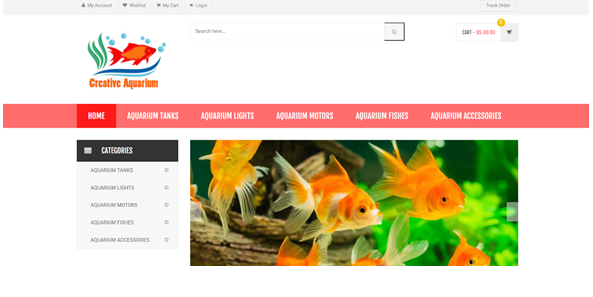 My Account Wishlist My Cart Login Track Order
Search here...
CART - RS. 00.00
0
Creative Aquarium
HOME AQUARIUM TANKS AQUARIUM LIGHTS AQUARIUM MOTORS AQUARIUM FISHES AQUARIUM ACCESSORIES
CATEGORIES
AQUARIUM TANKS
AQUARIUM LIGHTS
AQUARIUM MOTORS
AQUARIUM FISHES
AQUARIUM ACCESSORIES